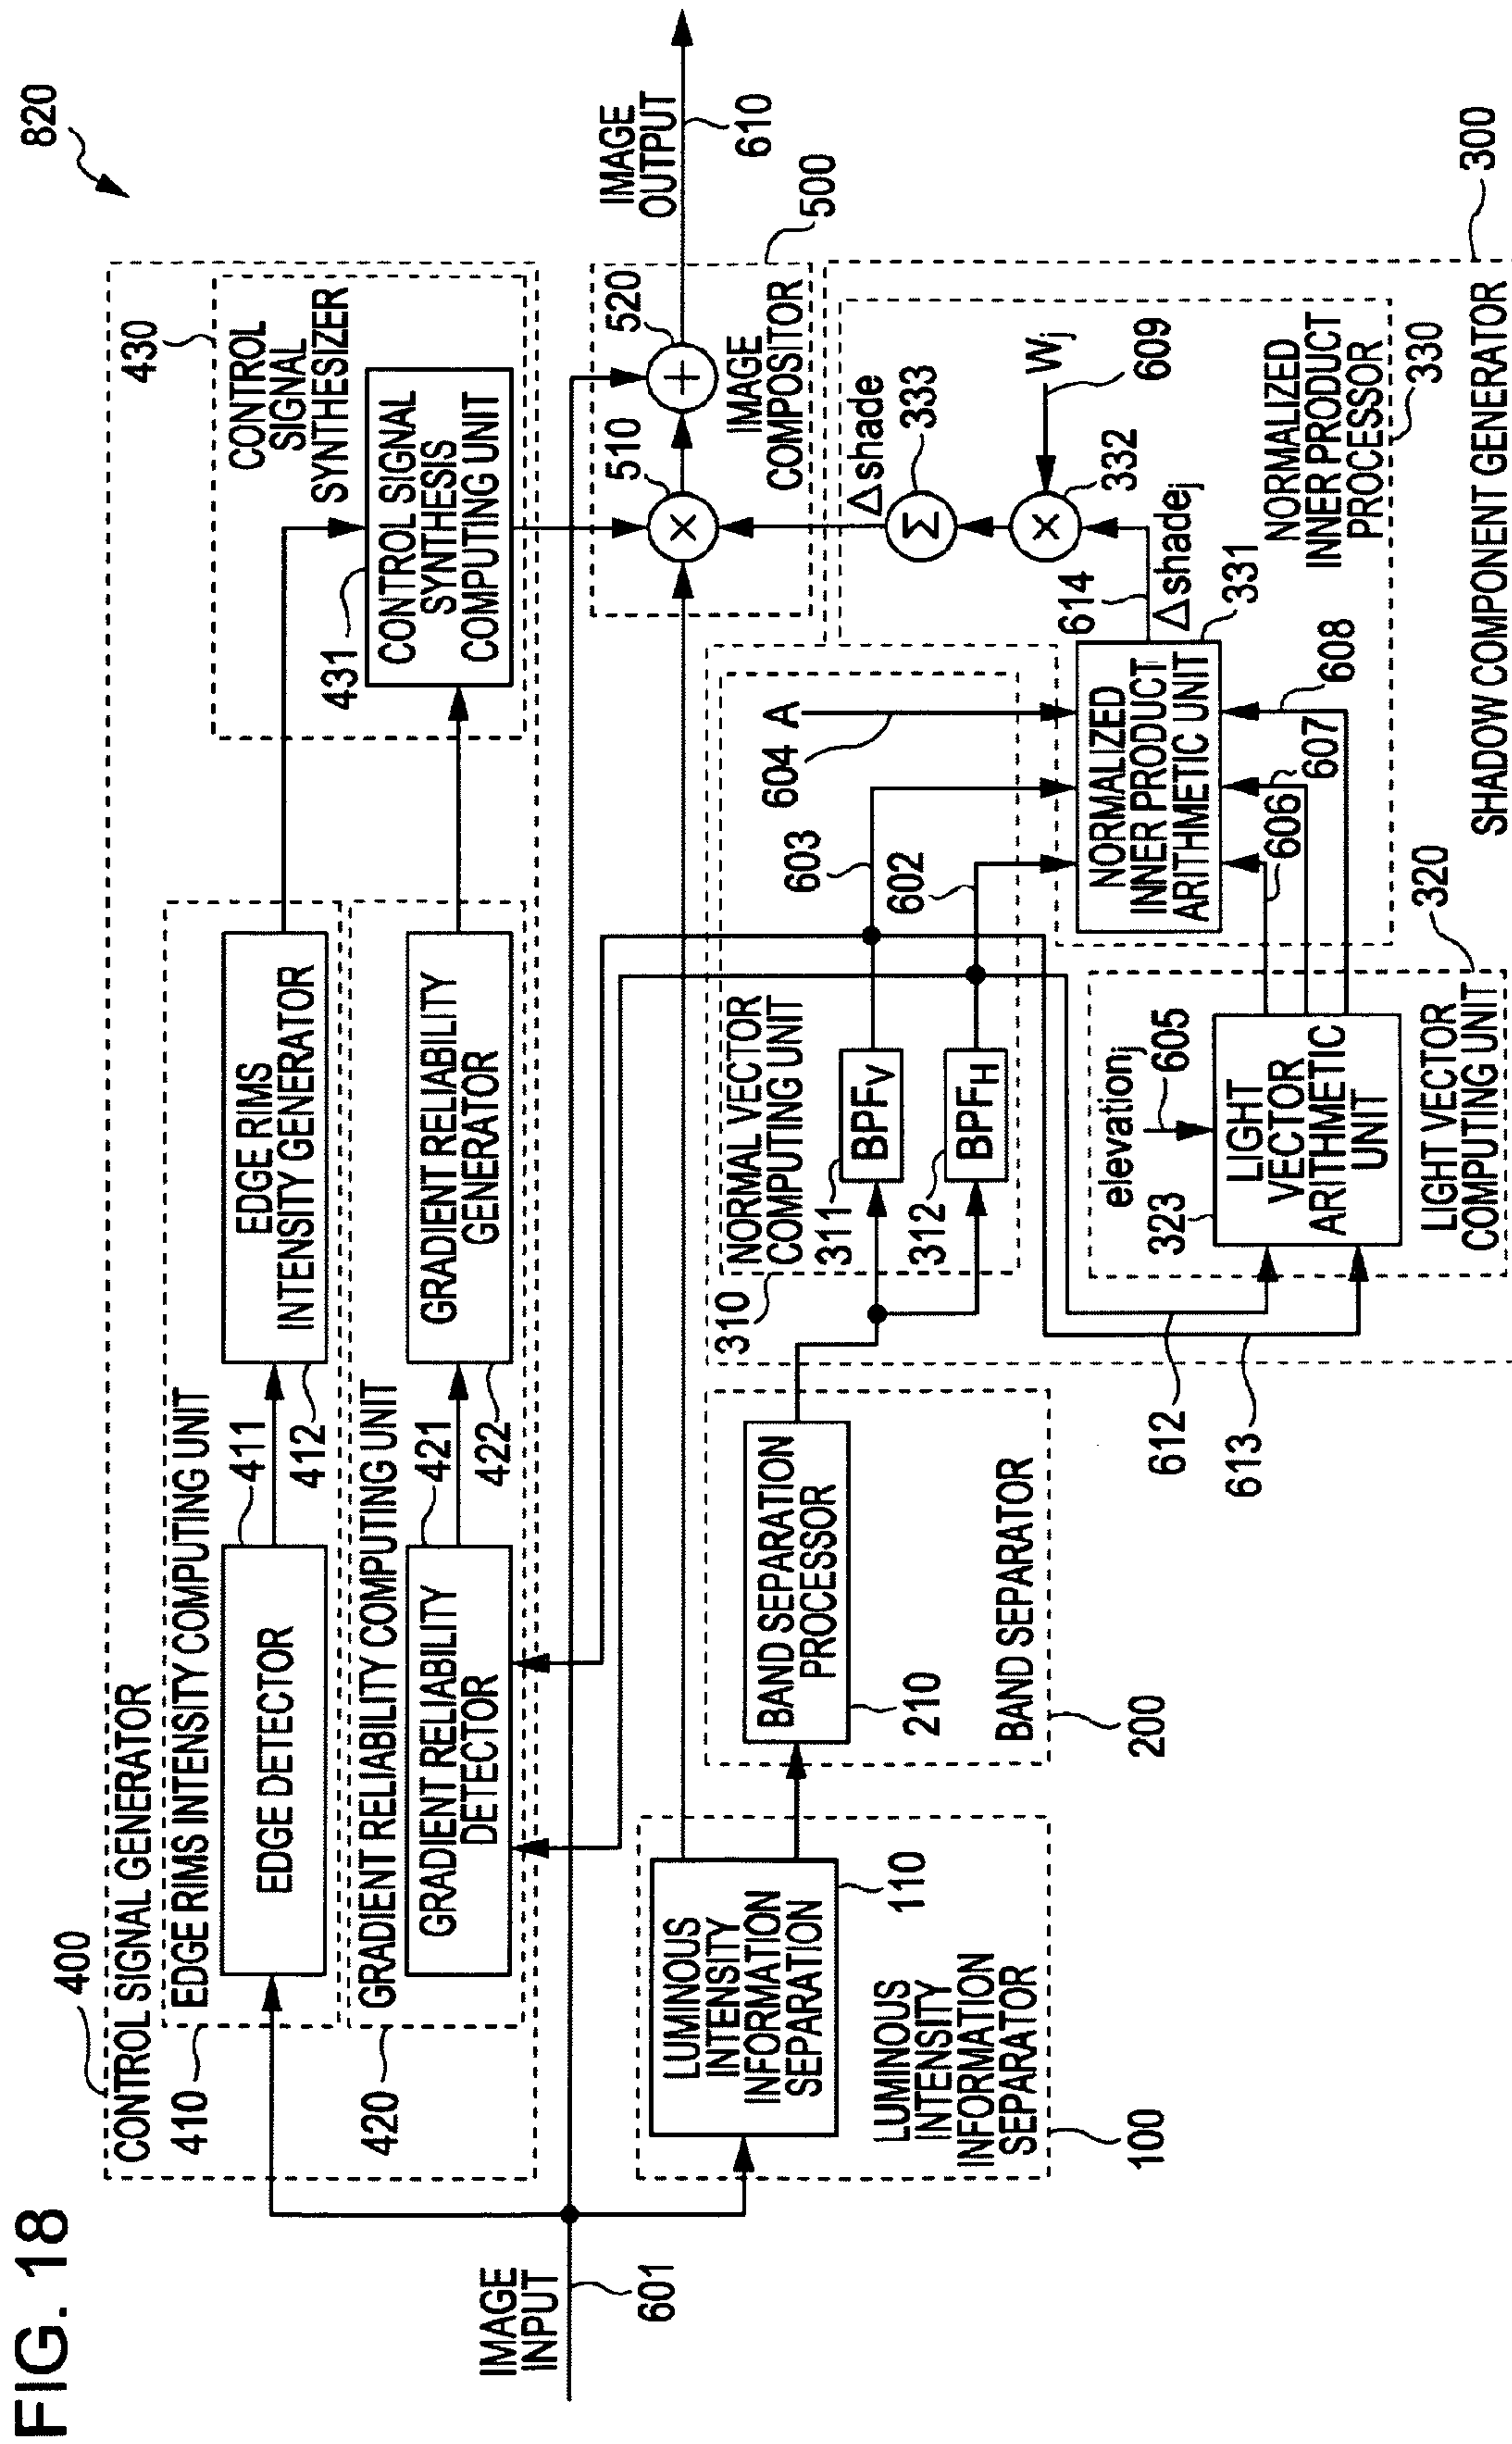 FIG. 18
820
400
CONTROL SIGNAL GENERATOR
410
EDGE RIMS INTENSITY COMPUTING UNIT
EDGE DETECTOR
411
EDGE RIMS
INTENSITY GENERATOR
412
420
GRADIENT RELIABILITY COMPUTING UNIT
GRADIENT RELIABILITY
DETECTOR
421
GRADIENT RELIABILITY
GENERATOR
422
430
CONTROL
SIGNAL
SYNTHESIZER
431
CONTROL SIGNAL
SYNTHESIS
COMPUTING UNIT
IMAGE
INPUT
601
IMAGE
OUTPUT
610
510
×
520
+
IMAGE
COMPOSITOR
500
LUMINOUS
INTENSITY
INFORMATION
SEPARATION
110
LUMINOUS
INTENSITY
INFORMATION
SEPARATOR
100
BAND SEPARATION
PROCESSOR
210
BAND SEPARATOR
200
310
NORMAL VECTOR
COMPUTING UNIT
311
BPFV
312
BPFH
603
602
604 A
NORMALIZED
INNER PRODUCT
ARITHMETIC UNIT
331
614
Δshadej
Δshade
Σ
333
×
332
Wj
609
NORMALIZED
INNER PRODUCT
PROCESSOR
330
606
607
608
elevationj
605
323
LIGHT
VECTOR
ARITHMETIC
UNIT
LIGHT VECTOR
COMPUTING UNIT
320
612
613
SHADOW COMPONENT GENERATOR
300